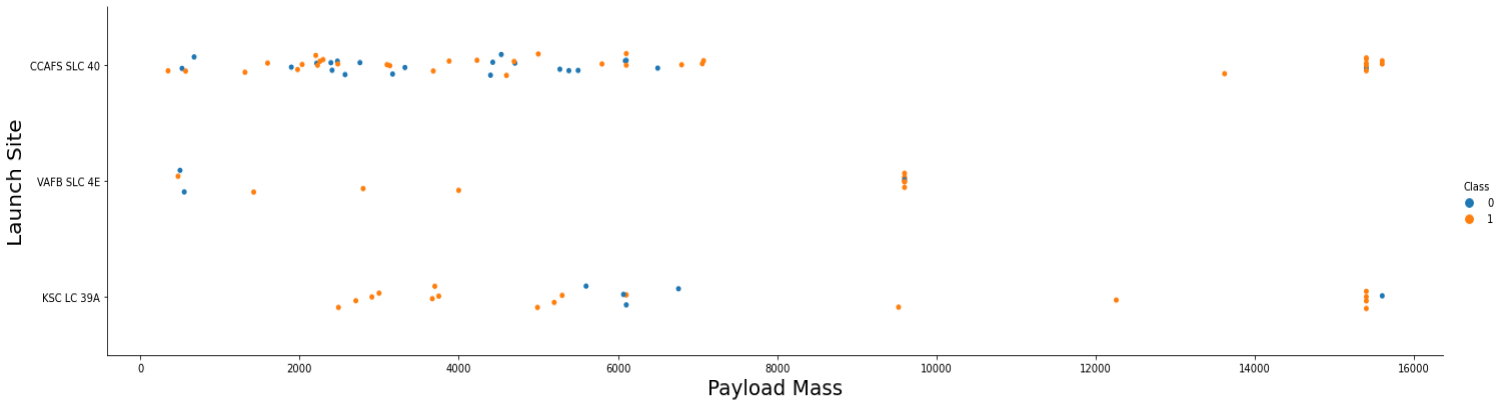 Launch Site
CCAFS SLC 40
VAFB SLC 4E
KSC LC 39A
0 2000 4000 6000 8000 10000 12000 14000 16000
Payload Mass
Class
0
1